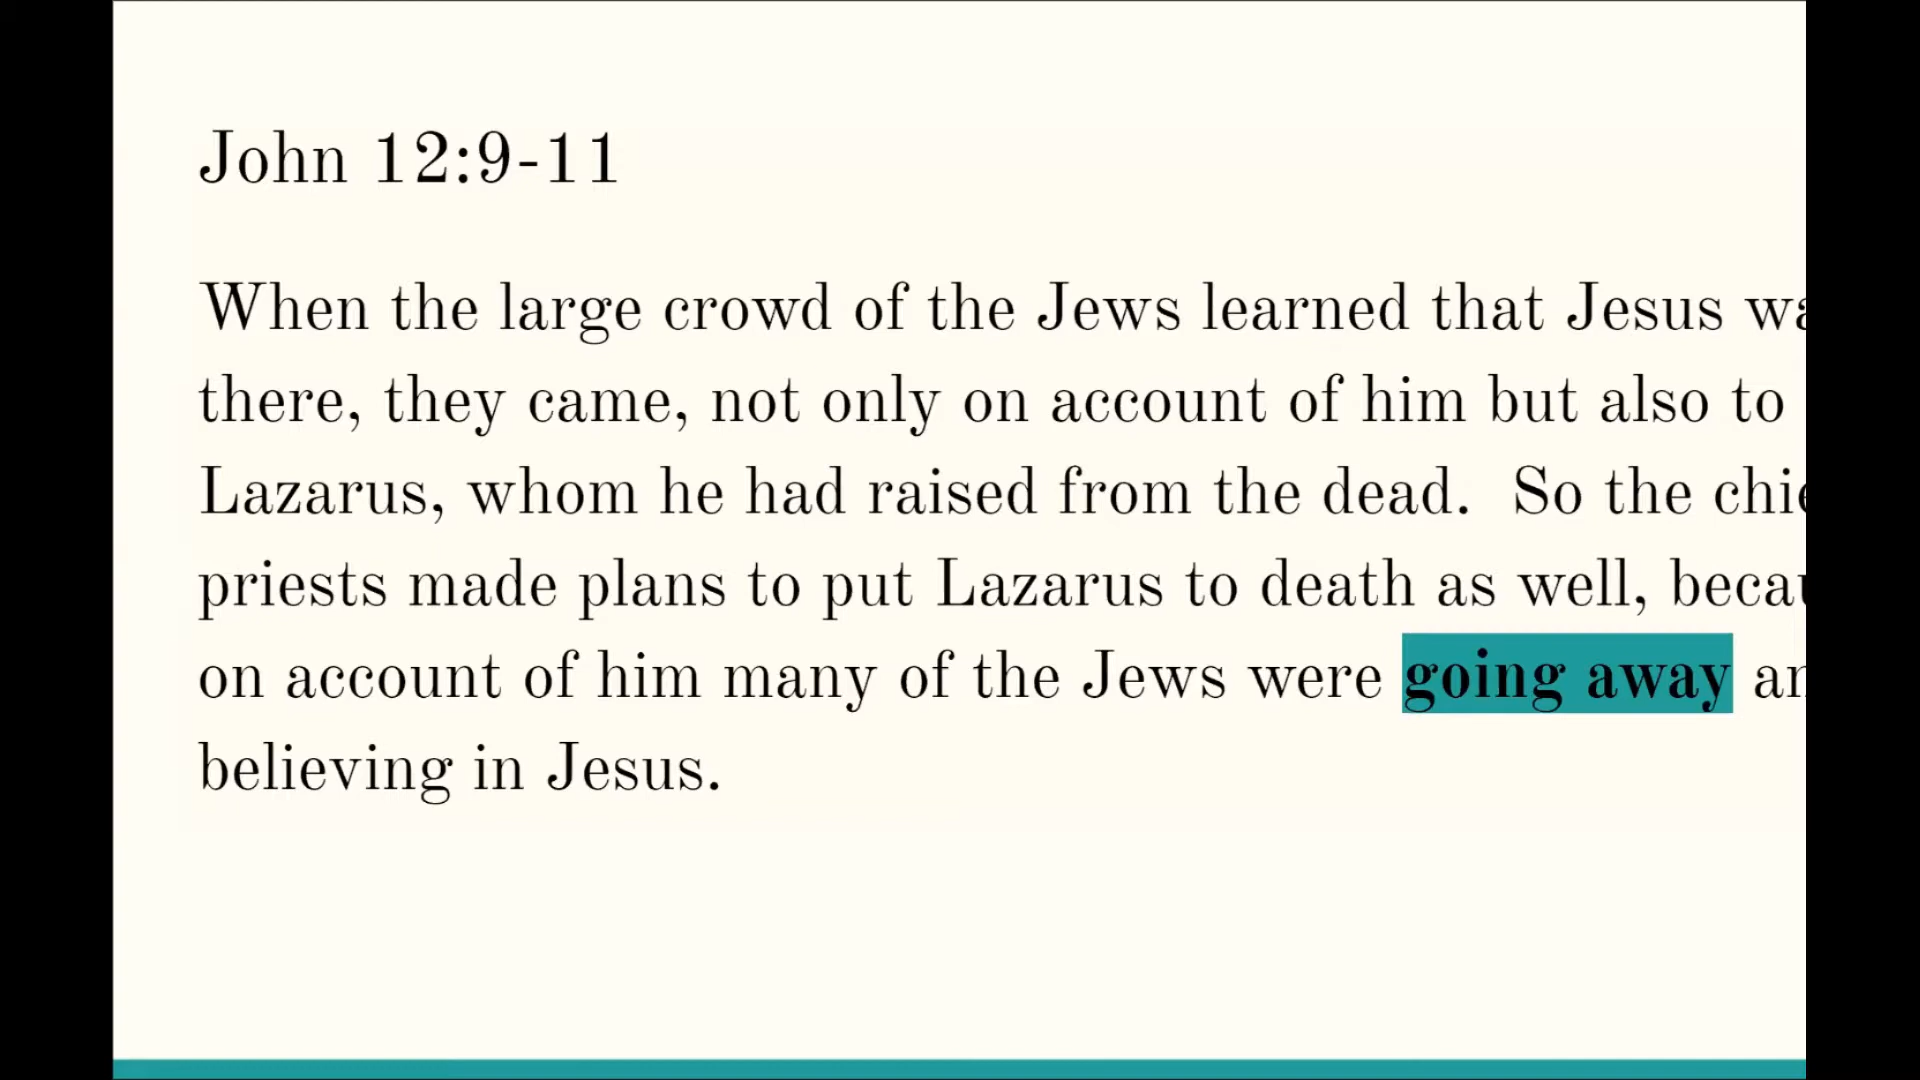 John 12:9-11
When the large crowd of the Jews learned that Jesus
there, they came, not only on account of him but also to
Lazarus, whom he had raised from the dead. So the
priests made plans to put Lazarus to death as well,
on account of him many of the Jews were going away
believing in Jesus.